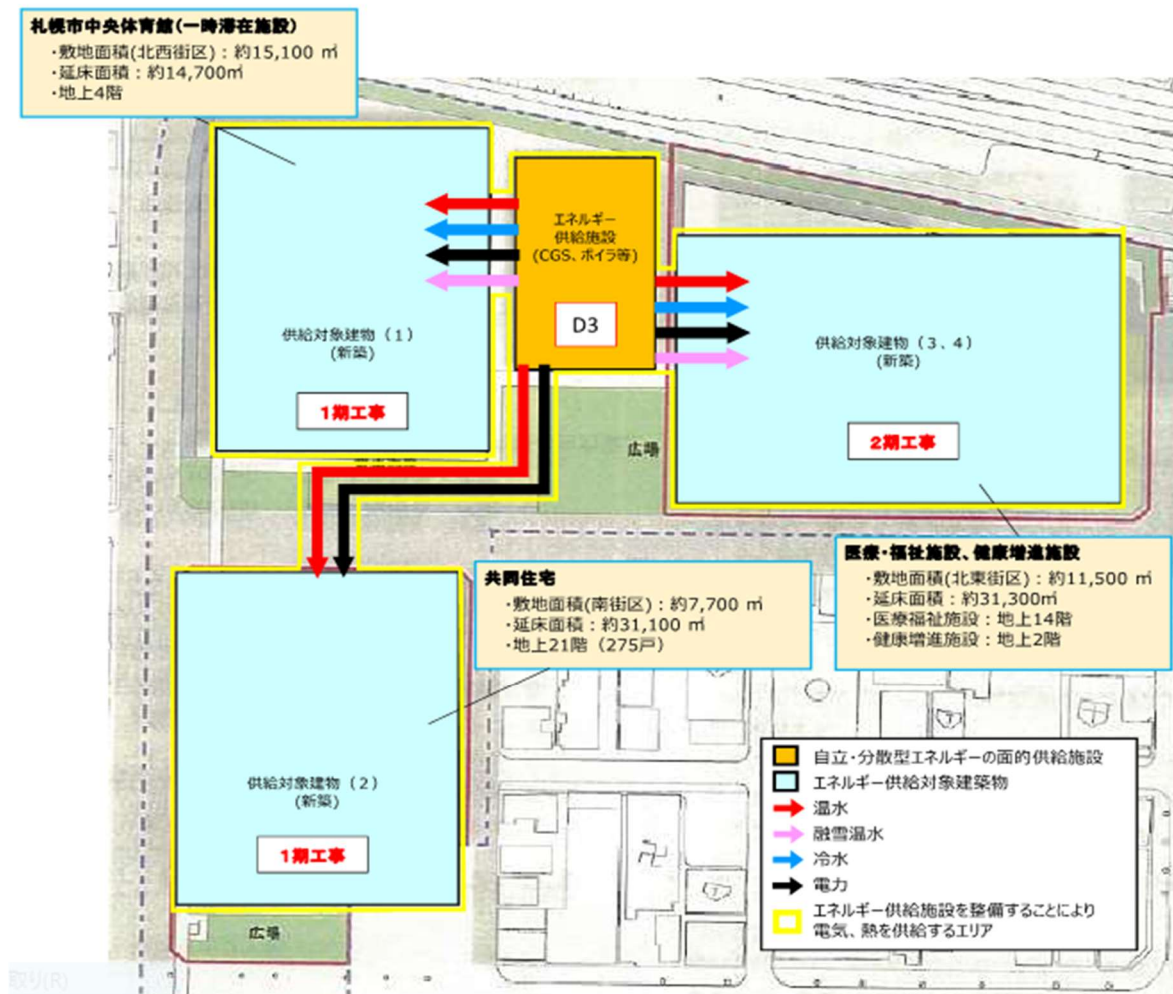 札幌市中央体育館(一時滞在施設)
・敷地面積(北西街区)：約15,100 ㎡
・延床面積：約14,700㎡
・地上4階
エネルギー
供給施設
(CGS、ボイラ等)
D3
供給対象建物（1）
(新築)
1期工事
供給対象建物（3、4）
(新築)
2期工事
広場
医療・福祉施設、健康増進施設
・敷地面積(北東街区)：約11,500 ㎡
・延床面積：約31,300㎡
・医療福祉施設：地上14階
・健康増進施設：地上2階
共同住宅
・敷地面積(南街区)：約7,700 ㎡
・延床面積：約31,100 ㎡
・地上21階（275戸）
供給対象建物（2）
(新築)
1期工事
広場
自立・分散型エネルギーの面的供給施設
エネルギー供給対象建築物
温水
融雪温水
冷水
電力
エネルギー供給施設を整備することにより
電気、熱を供給するエリア
取り(R)